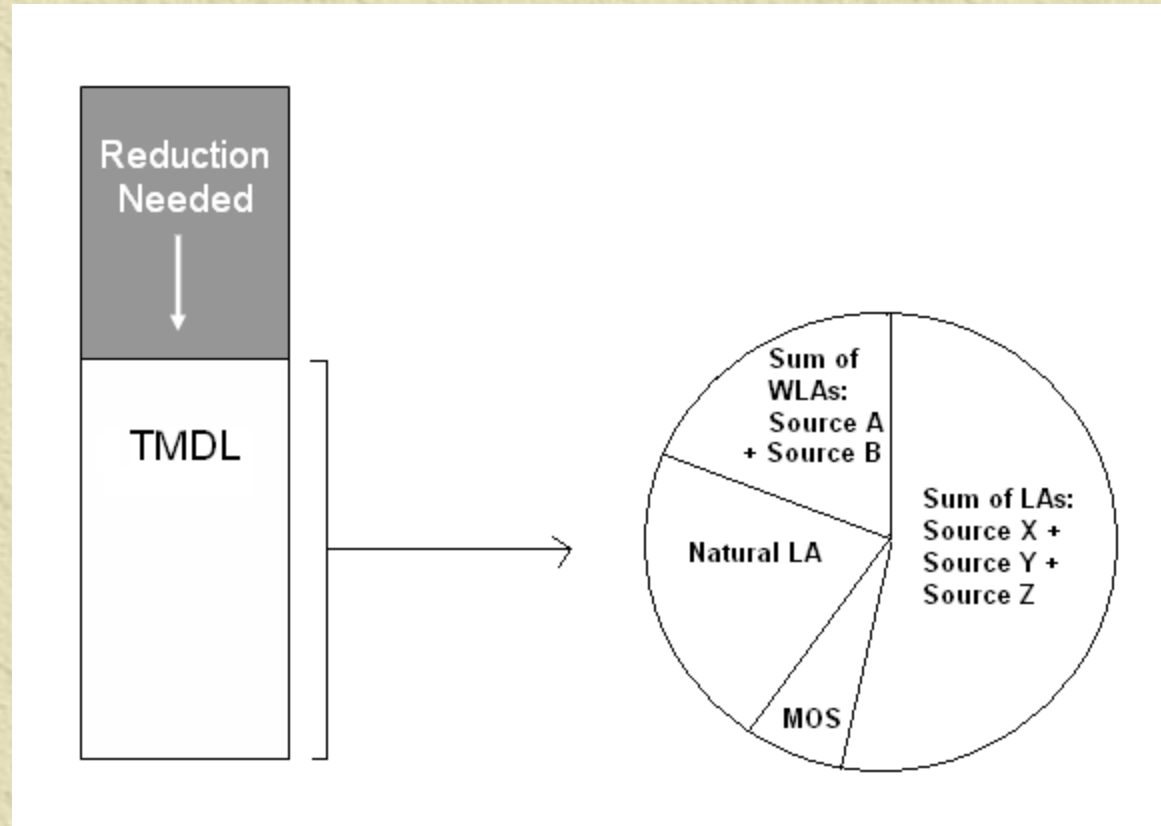 Reduction
Needed
TMDL
Sum of
WLAs:
Source A
+ Source B
Natural LA
MOS
Sum of LAs:
Source X +
Source Y +
Source Z